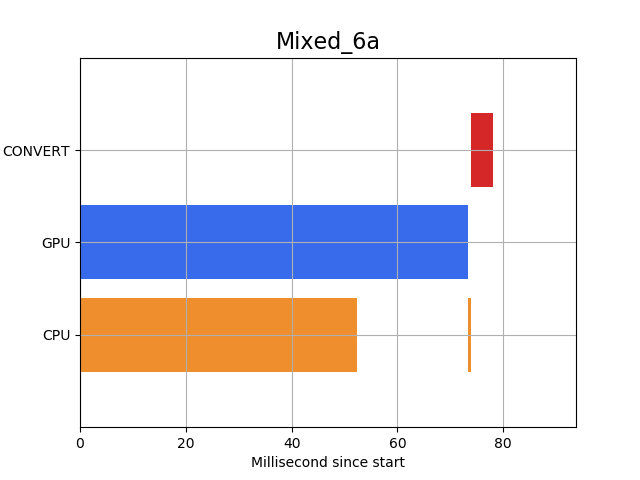 Mixed_6a
CONVERT
GPU
CPU
0 20 40 60 80
Millisecond since start